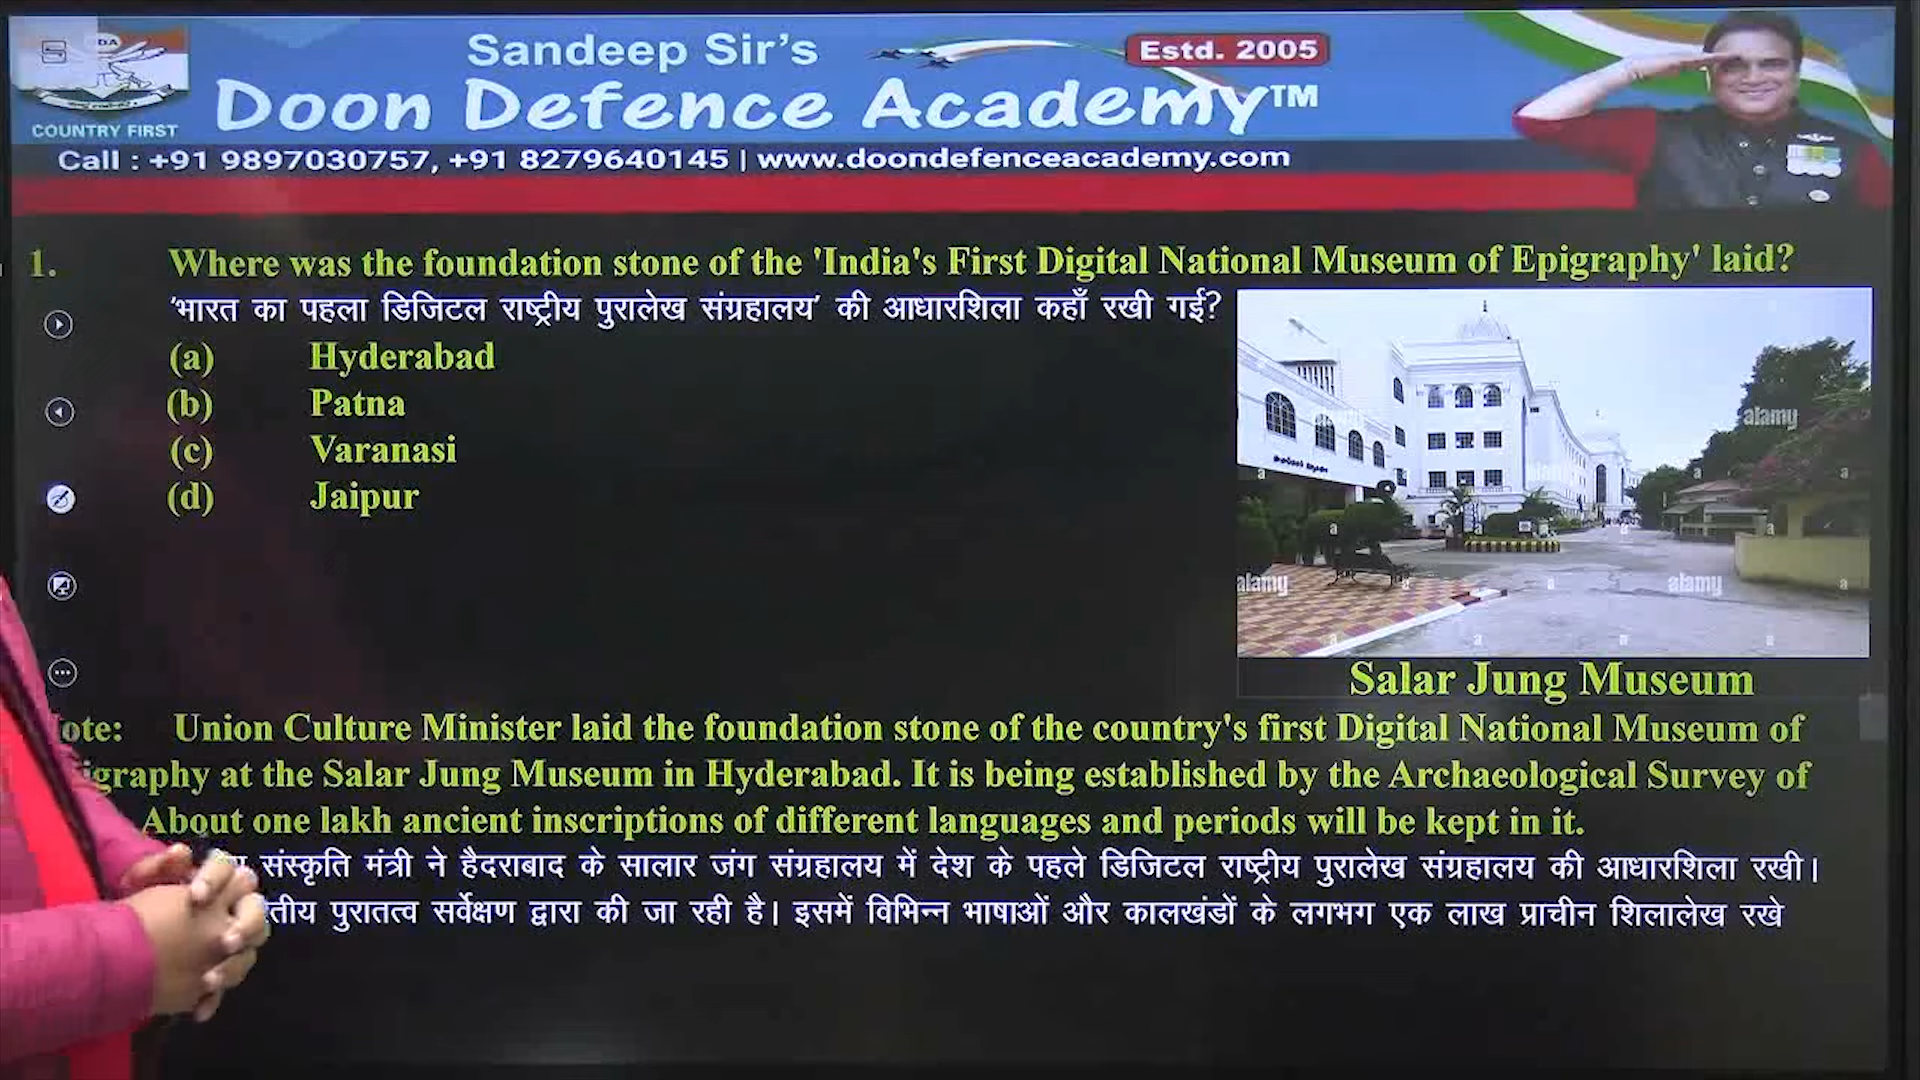 Sandeep Sir's
Estd. 2005
Doon Defence Academy™
COUNTRY FIRST
Call : +91 9897030757, +91 8279640145 | www.doondefenceacademy.com
1. Where was the foundation stone of the 'India's First Digital National Museum of Epigraphy' laid?
'भारत का पहला डिजिटल राष्ट्रीय पुरालेख संग्रहालय' की आधारशिला कहाँ रखी गई?
(a) Hyderabad
(b) Patna
(c) Varanasi
(d) Jaipur
alamy
alamy
alamy
Salar Jung Museum
ote: Union Culture Minister laid the foundation stone of the country's first Digital National Museum of
igraphy at the Salar Jung Museum in Hyderabad. It is being established by the Archaeological Survey of
About one lakh ancient inscriptions of different languages and periods will be kept in it.
संस्कृति मंत्री ने हैदराबाद के सालार जंग संग्रहालय में देश के पहले डिजिटल राष्ट्रीय पुरालेख संग्रहालय की आधारशिला रखी।
तीय पुरातत्व सर्वेक्षण द्वारा की जा रही है। इसमें विभिन्न भाषाओं और कालखंडों के लगभग एक लाख प्राचीन शिलालेख रखे